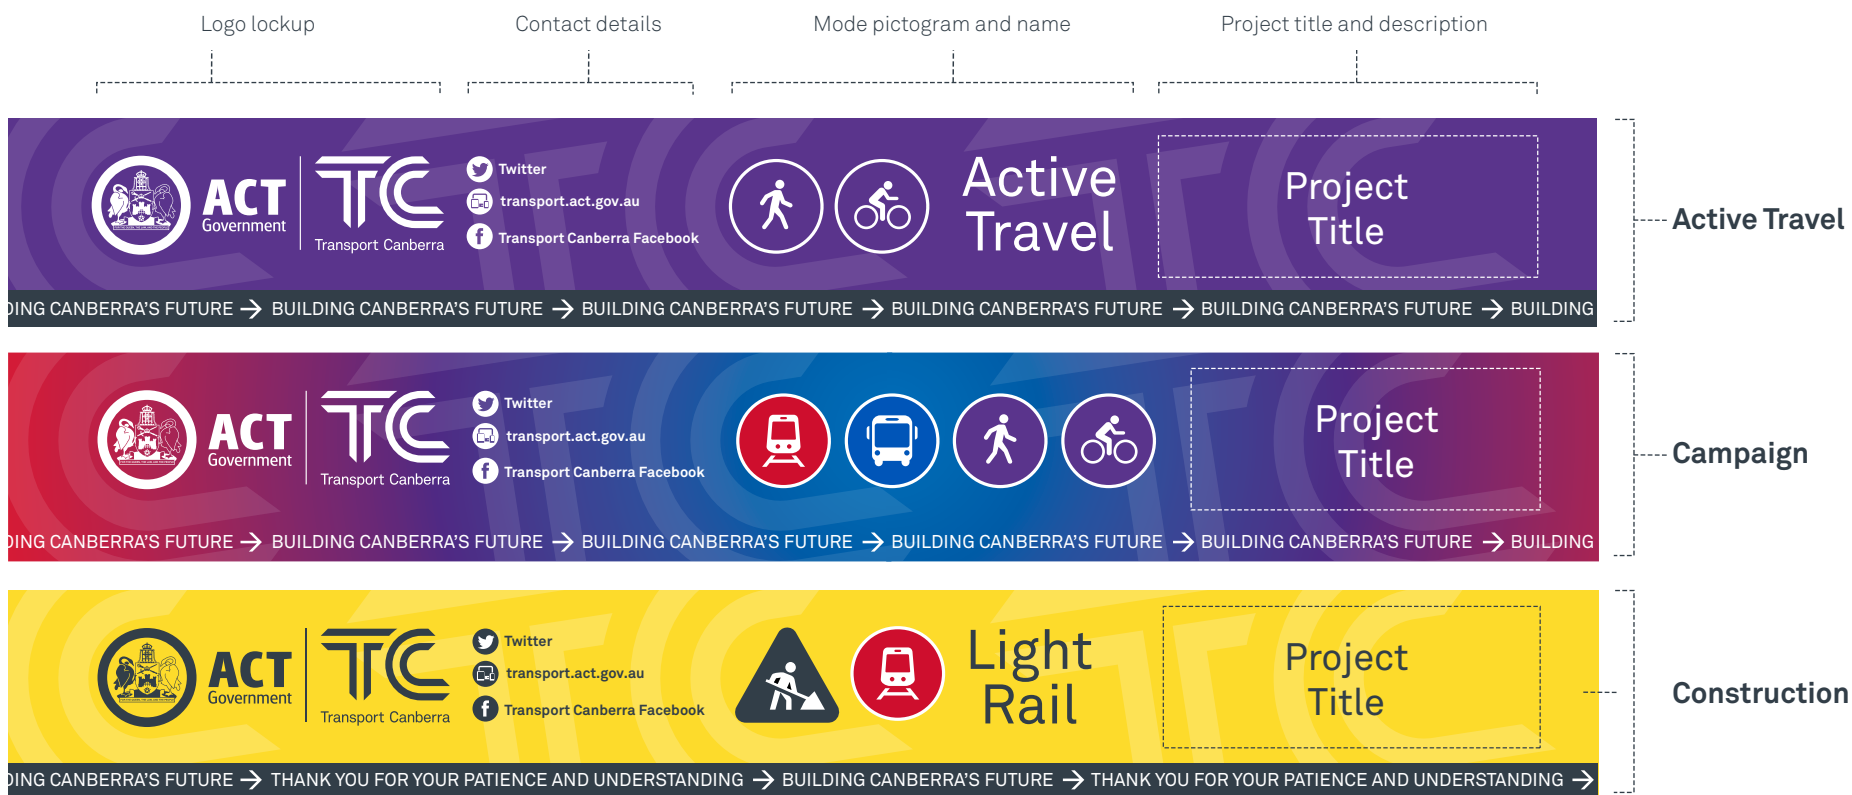 Logo lockup
Contact details
Mode pictogram and name
Project title and description
ACT
Government
TC
Transport Canberra
Twitter
transport.act.gov.au
Transport Canberra Facebook
Active
Travel
Project
Title
DING CANBERRA'S FUTURE → BUILDING CANBERRA'S FUTURE → BUILDING CANBERRA'S FUTURE → BUILDING CANBERRA'S FUTURE → BUILDING CANBERRA'S FUTURE → BUILDING
Active Travel
ACT
Government
TC
Transport Canberra
Twitter
transport.act.gov.au
Transport Canberra Facebook
Project
Title
DING CANBERRA'S FUTURE → BUILDING CANBERRA'S FUTURE → BUILDING CANBERRA'S FUTURE → BUILDING CANBERRA'S FUTURE → BUILDING CANBERRA'S FUTURE → BUILDING
Campaign
ACT
Government
TC
Transport Canberra
Twitter
transport.act.gov.au
Transport Canberra Facebook
Light
Rail
Project
Title
DING CANBERRA'S FUTURE → THANK YOU FOR YOUR PATIENCE AND UNDERSTANDING → BUILDING CANBERRA'S FUTURE → THANK YOU FOR YOUR PATIENCE AND UNDERSTANDING →
Construction